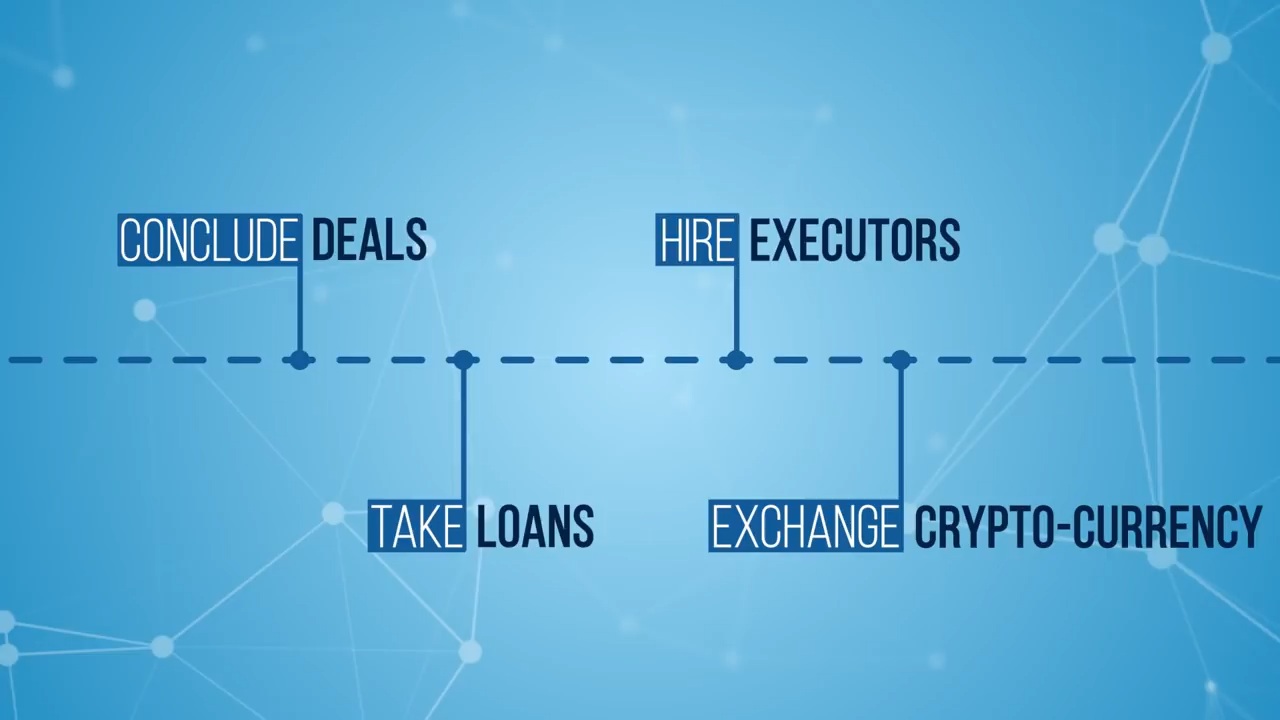 CONCLUDE DEALS
HIRE EXECUTORS
TAKE LOANS
EXCHANGE CRYPTO-CURRENCY